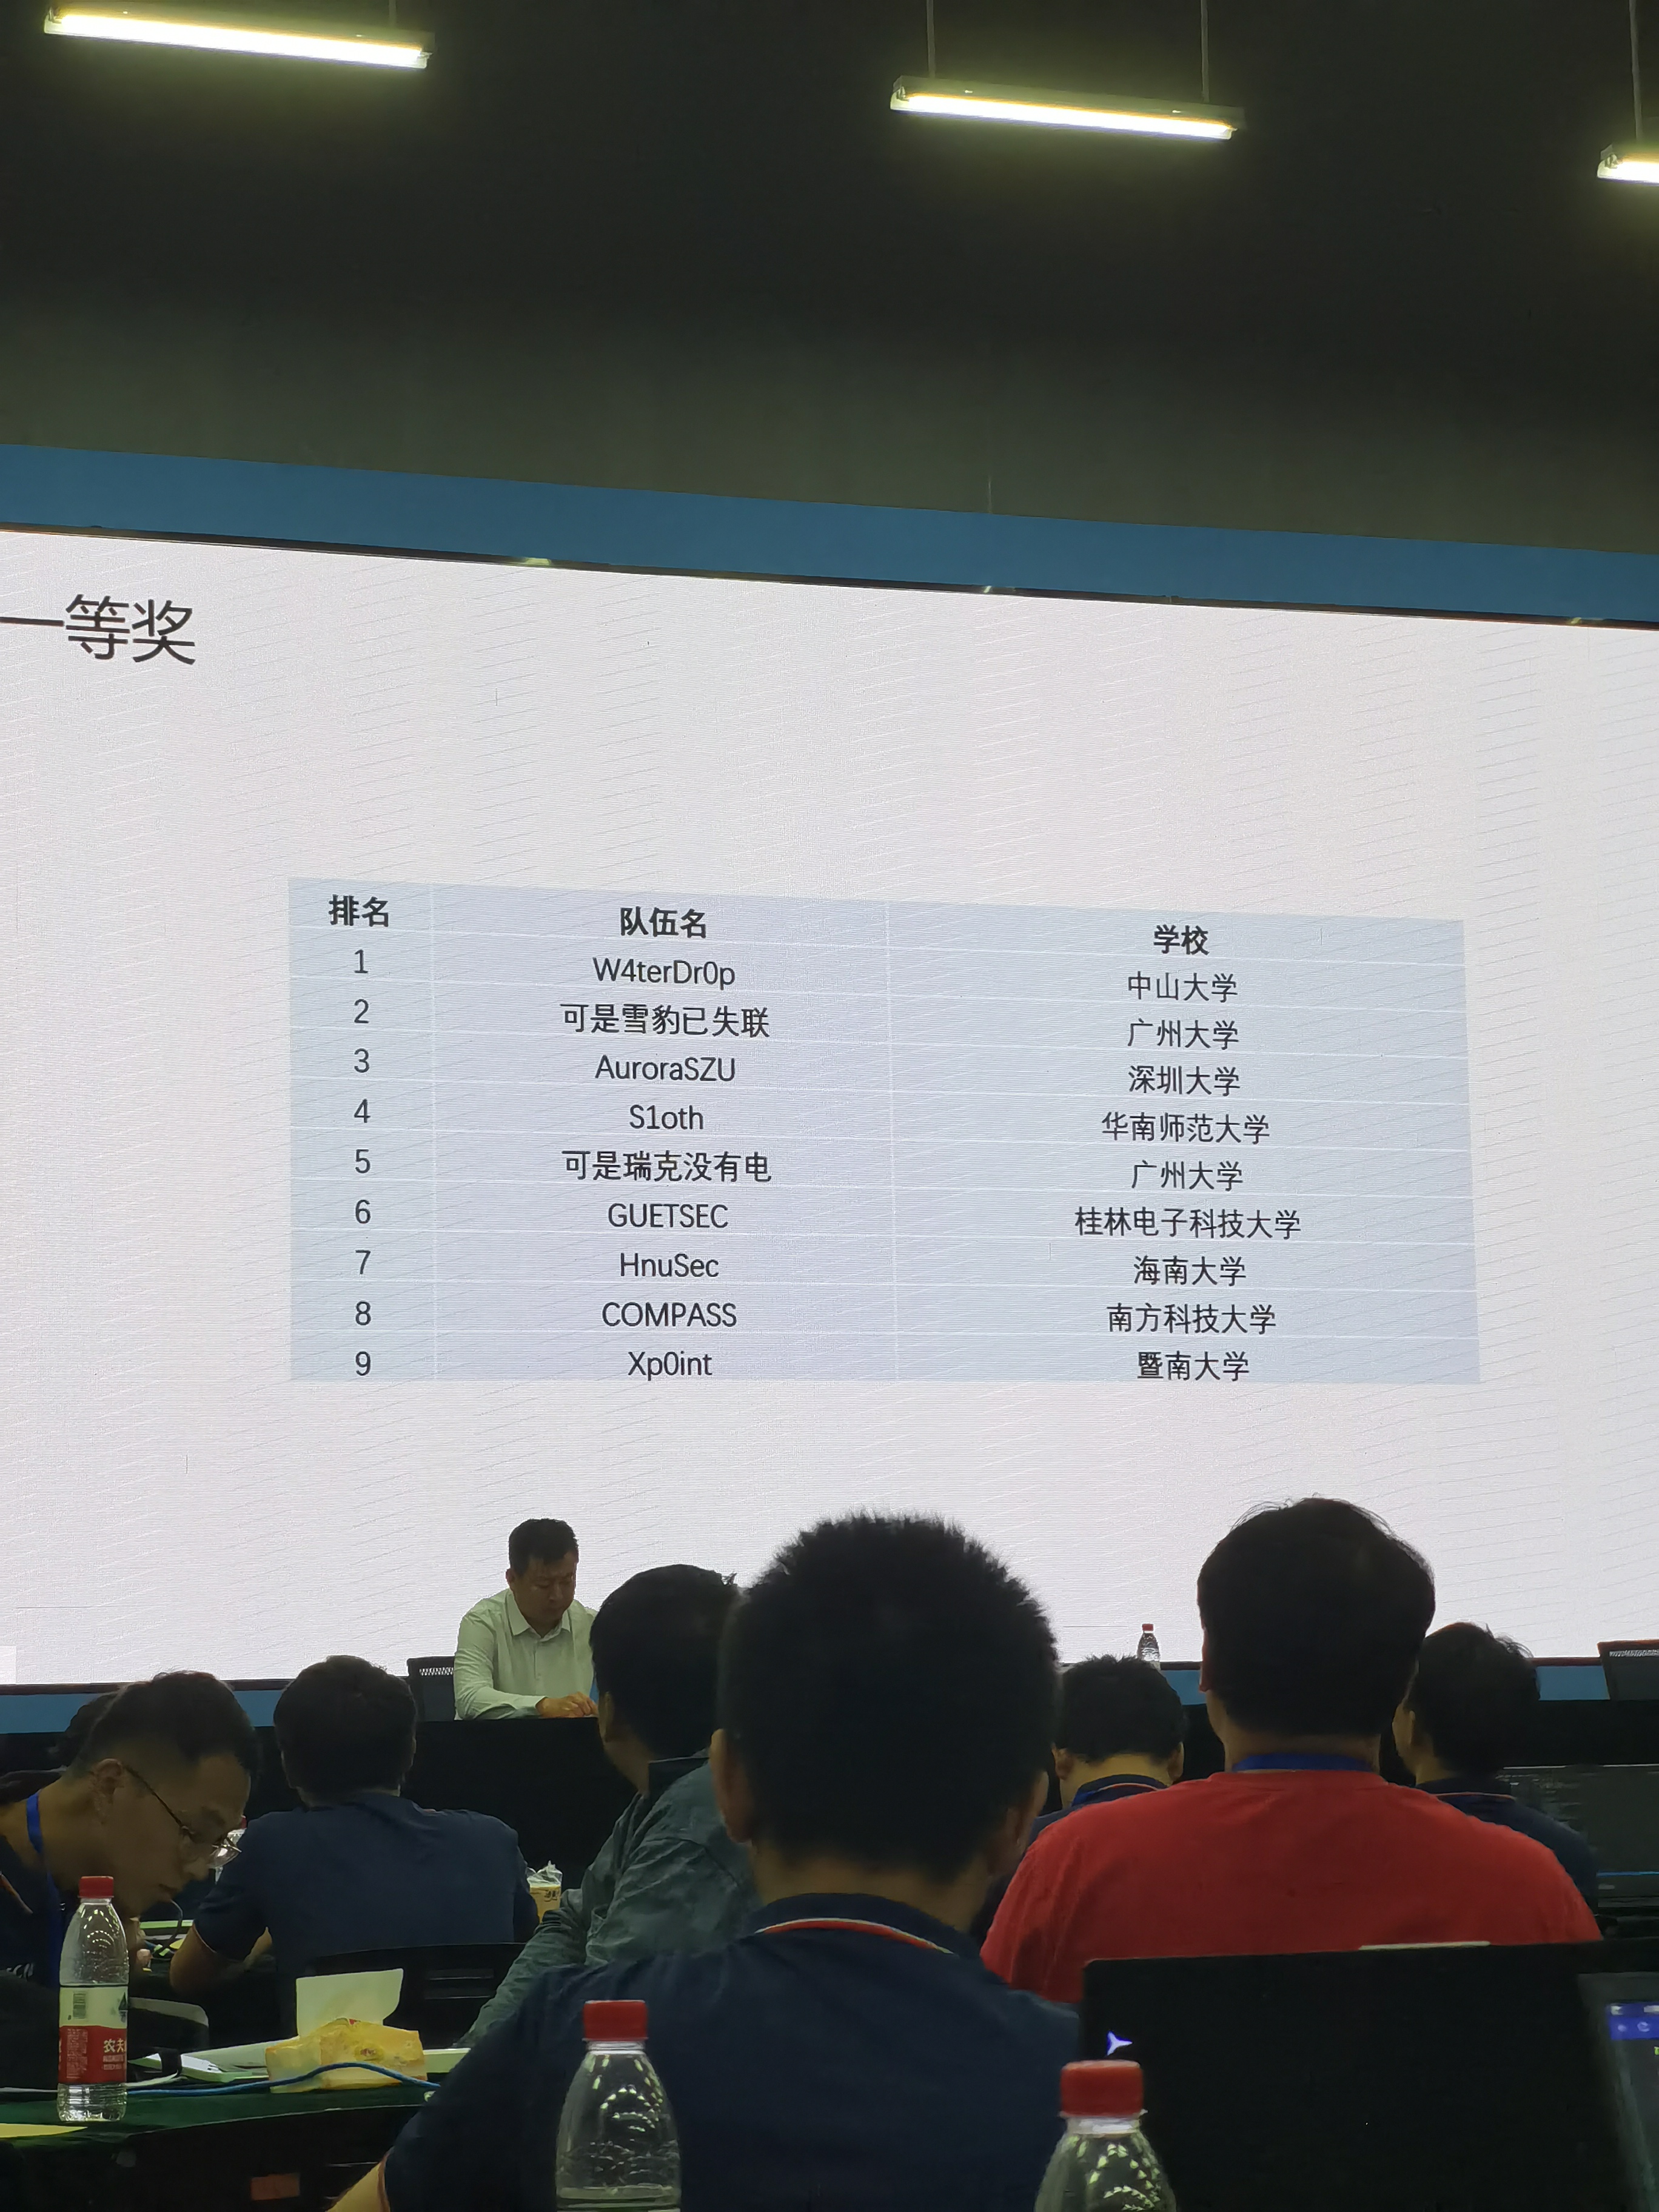 一等奖
排名 队伍名 学校
1 W4terDr0p 中山大学
2 可是雪豹已失联 广州大学
3 AuroraSZU 深圳大学
4 S1oth 华南师范大学
5 可是瑞克没有电 广州大学
6 GUETSEC 桂林电子科技大学
7 HnuSec 海南大学
8 COMPASS 南方科技大学
9 Xp0int 暨南大学
农夫